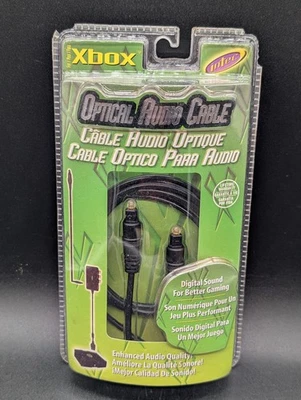 Xbox
intec
OPTICAL AUDIO CABLE
CÂBLE AUDIO OPTIQUE
CABLE OPTICO PARA AUDIO
Digital Sound
For Better Gaming
Son Numérique Pour Un
Jeu Plus Performant
Sonido Digital Para
Un Mejor Juego
Enhanced Audio Quality!
Améliore La Qualité Sonore!
¡Mejor Calidad De Sonido!